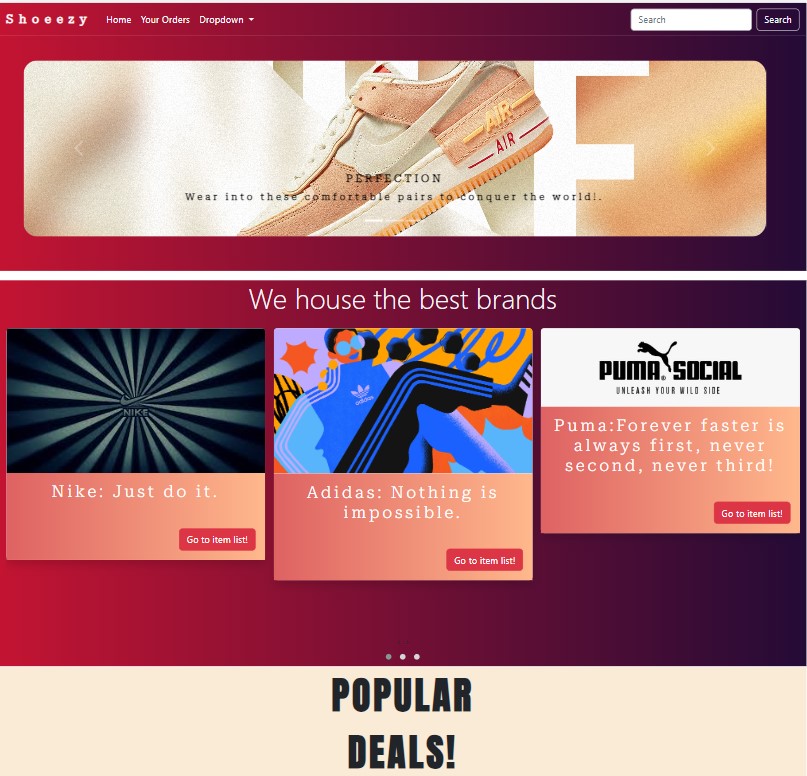 Shoeezy Home Your Orders Dropdown Search Search
AIR
AIR
PERFECTION
Wear into these comfortable pairs to conquer the world!.
We house the best brands
NIKE
adidas
PUMA® SOCIAL
UNLEASH YOUR WILD SIDE
Nike: Just do it.
Go to item list!
Adidas: Nothing is
impossible.
Go to item list!
Puma:Forever faster is
always first, never
second, never third!
Go to item list!
POPULAR
DEALS!